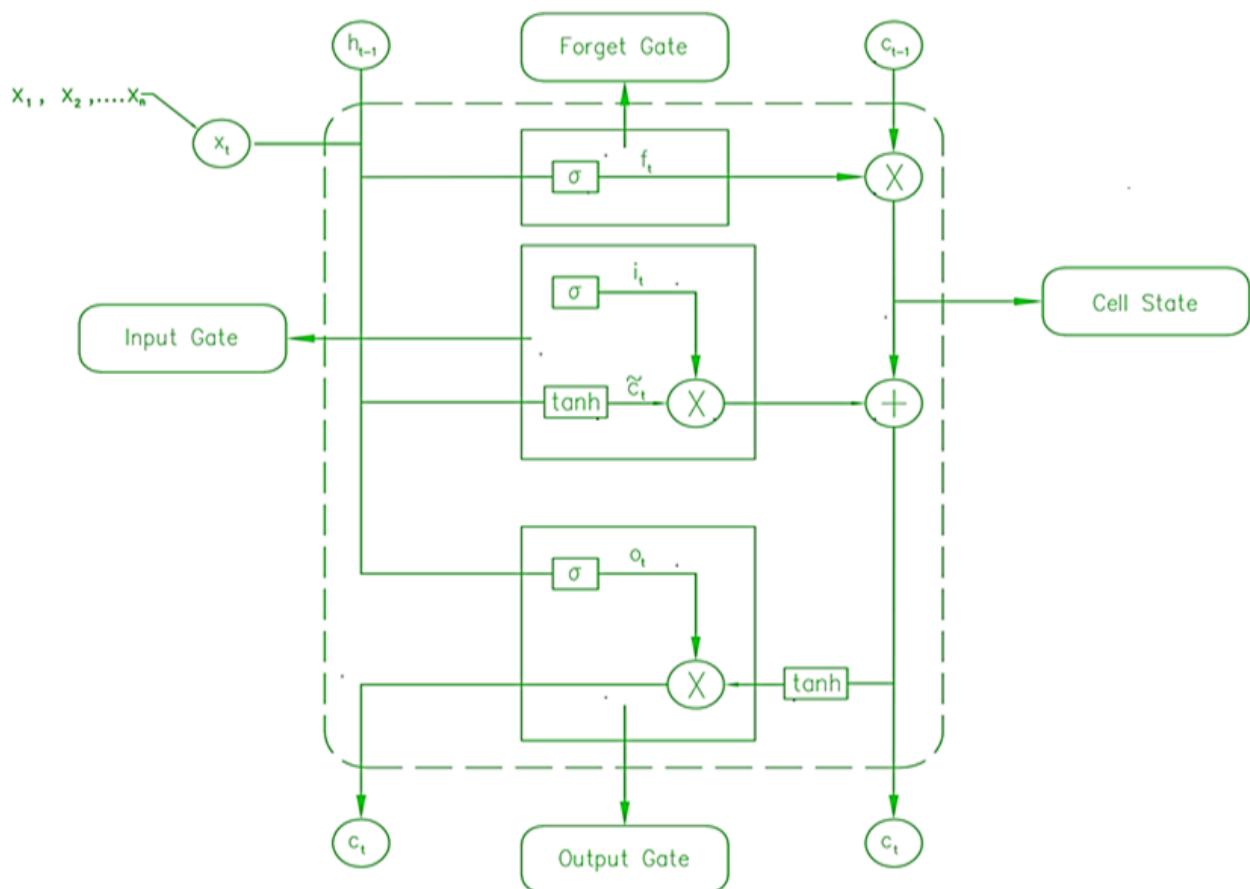 h_{t-1}
Forget Gate
c_{t-1}
x_1, x_2,....x_n
x_t
σ
f_t
X
i_t
σ
Cell State
Input Gate
c̃_t
tanh
X
+
o_t
σ
X
tanh
c_t
Output Gate
c_t